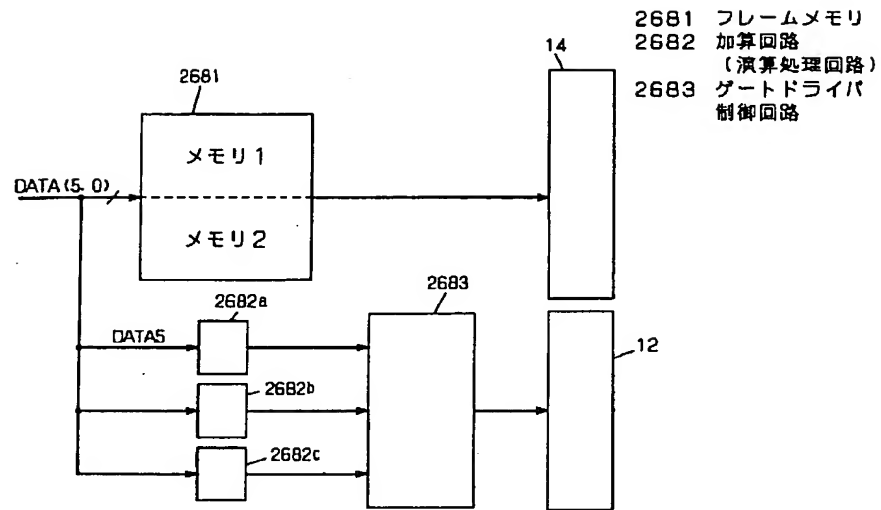 2681 フレームメモリ
2682 加算回路
(演算処理回路)
2683 ゲートドライバ
制御回路
14
2681
メモリ1
DATA(5-0)
メモリ2
2683
2682a
DATA5
12
2682b
2682c